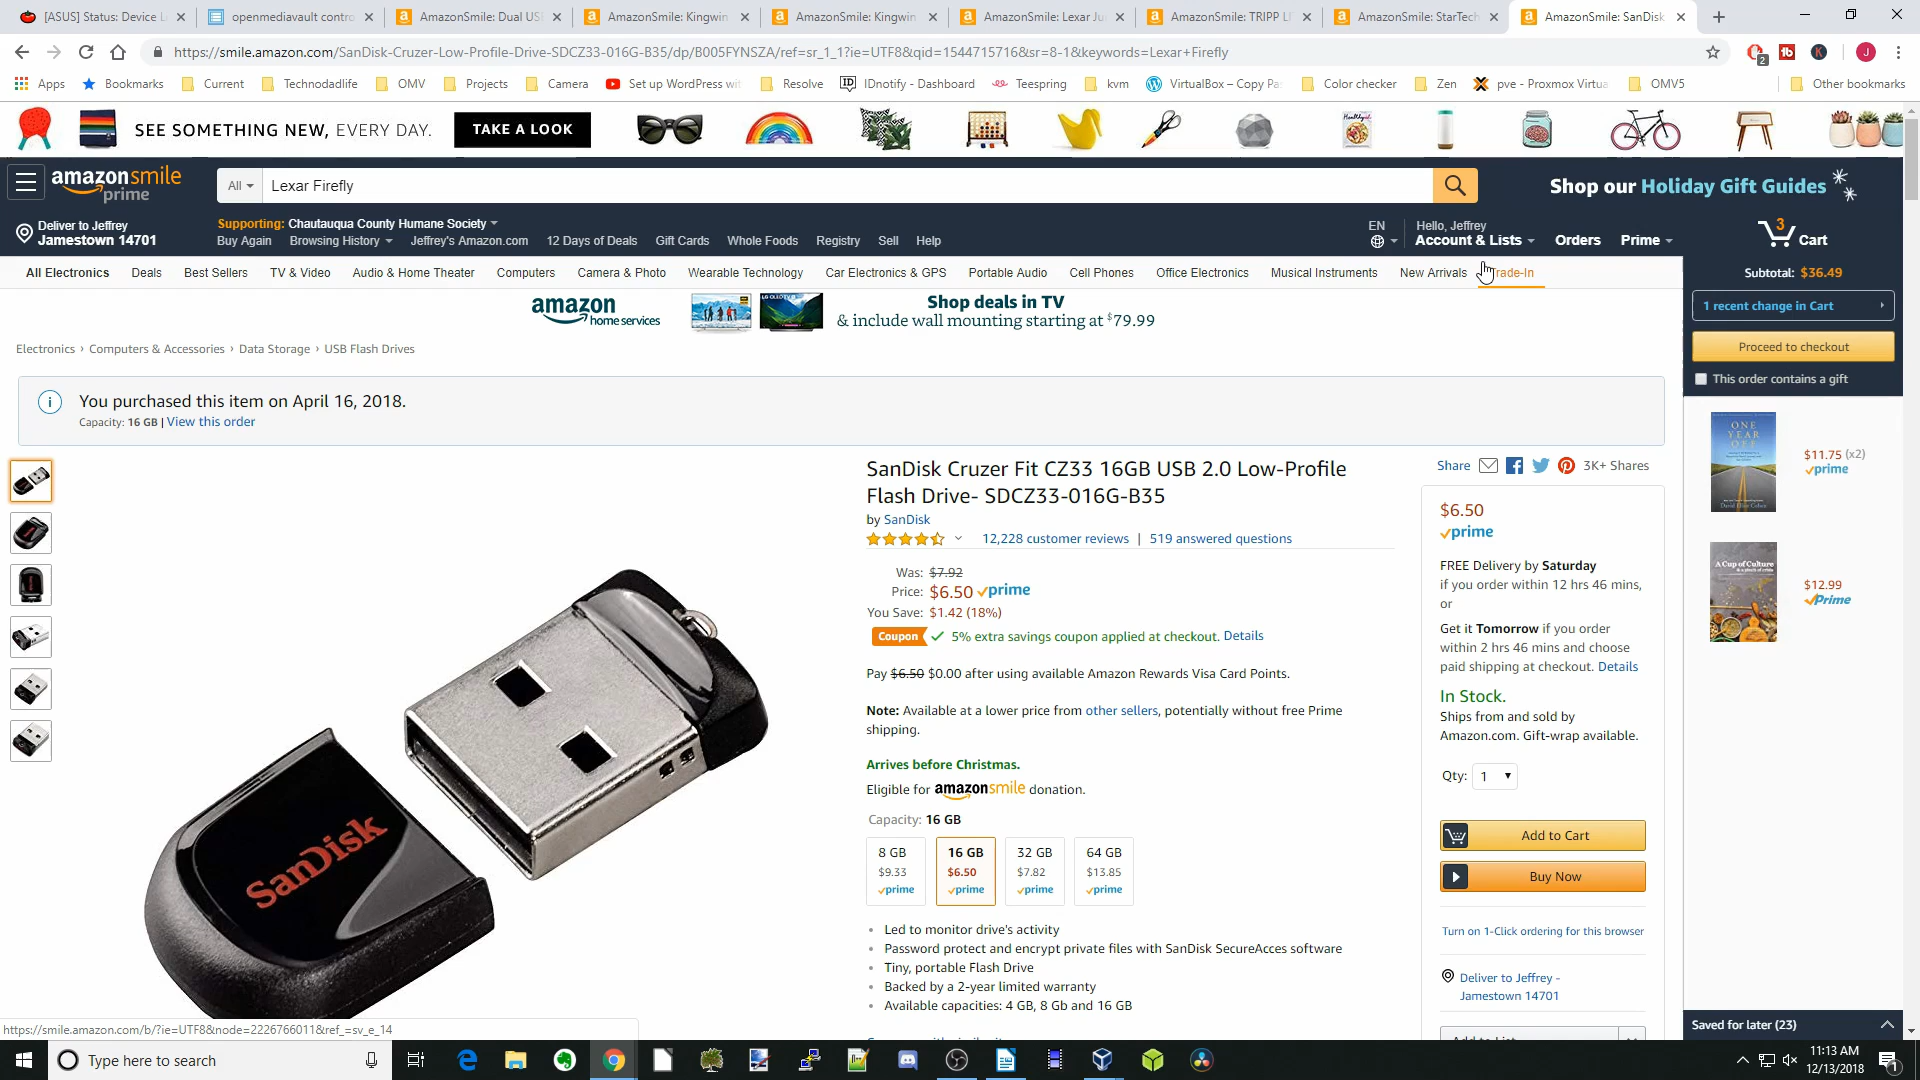 [ASUS] Status: Device Li
openmediavault contro
AmazonSmile: Dual US
AmazonSmile: Kingwin
AmazonSmile: Kingwin
AmazonSmile: Lexar Ju
AmazonSmile: TRIPP LI
AmazonSmile: StarTech
AmazonSmile: SanDisk
https://smile.amazon.com/SanDisk-Cruzer-Low-Profile-Drive-SDCZ33-016G-B35/dp/B005FYNSZA/ref=sr_1_1?ie=UTF8&qid=1544715716&sr=8-1&keywords=Lexar+Firefly
2
J
Apps
Bookmarks
Current
Technodadlife
OMV
Projects
Camera
Set up WordPress wit
Resolve
IDnotify - Dashboard
Teespring
kvm
VirtualBox – Copy Pa
Color checker
Zen
pve - Proxmox Virtua
OMV5
Other bookmarks
SEE SOMETHING NEW, EVERY DAY.
TAKE A LOOK
amazonsmile
prime
All
Lexar Firefly
Shop our Holiday Gift Guides
Deliver to Jeffrey
Jamestown 14701
Supporting: Chautauqua County Humane Society
Buy Again
Browsing History
Jeffrey's Amazon.com
12 Days of Deals
Gift Cards
Whole Foods
Registry
Sell
Help
EN
Hello, Jeffrey
Account & Lists
Orders
Prime
3
Cart
All Electronics
Deals
Best Sellers
TV & Video
Audio & Home Theater
Computers
Camera & Photo
Wearable Technology
Car Electronics & GPS
Portable Audio
Cell Phones
Office Electronics
Musical Instruments
New Arrivals
rade-In
Subtotal: $36.49
1 recent change in Cart
Proceed to checkout
This order contains a gift
amazon
home services
Shop deals in TV
& include wall mounting starting at $79.99
Electronics › Computers & Accessories › Data Storage › USB Flash Drives
You purchased this item on April 16, 2018.
Capacity: 16 GB | View this order
SanDisk
SanDisk Cruzer Fit CZ33 16GB USB 2.0 Low-Profile
Flash Drive- SDCZ33-016G-B35
by SanDisk
12,228 customer reviews | 519 answered questions
Was: $7.92
Price: $6.50 prime
You Save: $1.42 (18%)
Coupon 5% extra savings coupon applied at checkout. Details
Pay $6.50 $0.00 after using available Amazon Rewards Visa Card Points.
Note: Available at a lower price from other sellers, potentially without free Prime
shipping.
Arrives before Christmas.
Eligible for amazonsmile donation.
Capacity: 16 GB
8 GB
$9.33
prime
16 GB
$6.50
prime
32 GB
$7.82
prime
64 GB
$13.85
prime
Led to monitor drive's activity
Password protect and encrypt private files with SanDisk SecureAcces software
Tiny, portable Flash Drive
Backed by a 2-year limited warranty
Available capacities: 4 GB, 8 Gb and 16 GB
Share
3K+ Shares
$6.50
prime
FREE Delivery by Saturday
if you order within 12 hrs 46 mins,
or
Get it Tomorrow if you order
within 2 hrs 46 mins and choose
paid shipping at checkout. Details
In Stock.
Ships from and sold by
Amazon.com. Gift-wrap available.
Qty: 1
Add to Cart
Buy Now
Turn on 1-Click ordering for this browser
Deliver to Jeffrey -
Jamestown 14701
ONE
YEAR
OFF
$11.75 (x2)
prime
A Cup of Culture
$12.99
Prime
Saved for later (23)
https://smile.amazon.com/b/?ie=UTF8&node=2226766011&ref_=sv_e_14
Type here to search
11:13 AM
12/13/2018
1